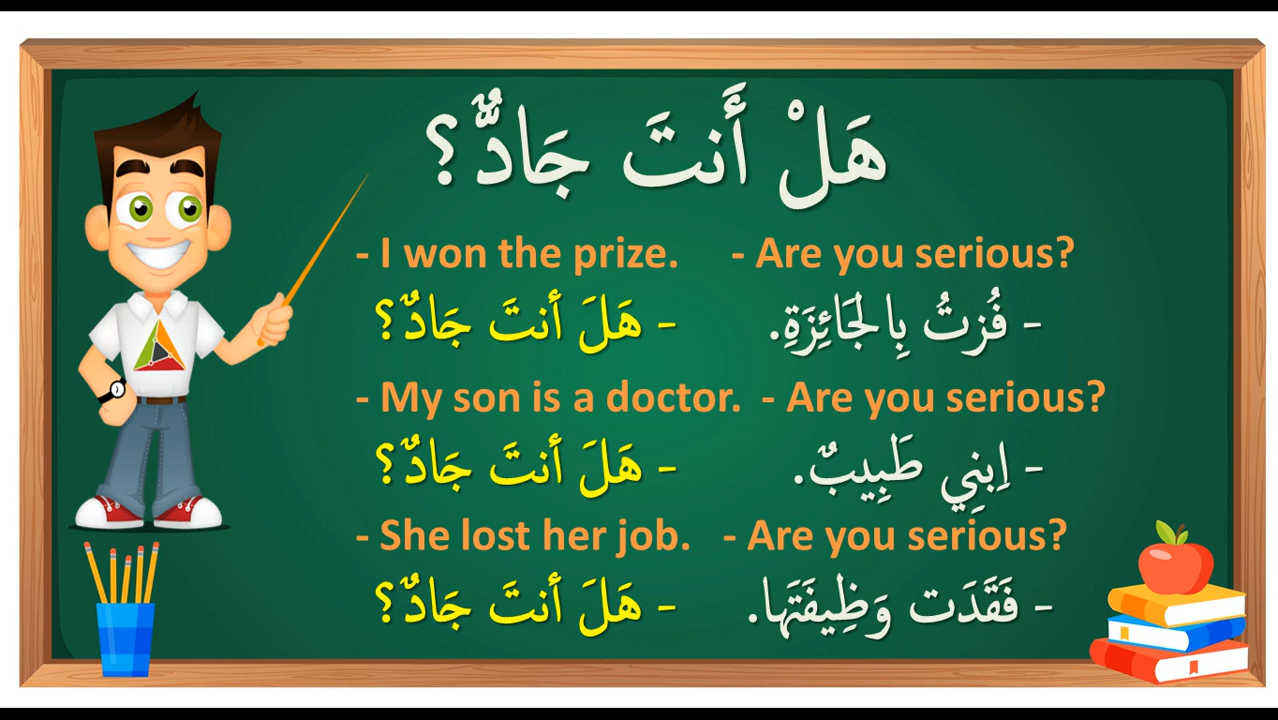 هَلْ أَنتَ جَادٌّ؟
- I won the prize. - Are you serious?
- فُزتُ بِالجَائِزَةِ. - هَلَ أنتَ جَادٌ؟
- My son is a doctor. - Are you serious?
- اِبنِي طَبِيبٌ. - هَلَ أنتَ جَادٌ؟
- She lost her job. - Are you serious?
- فَقَدَت وَظِيفَتَها. - هَلَ أنتَ جَادٌ؟